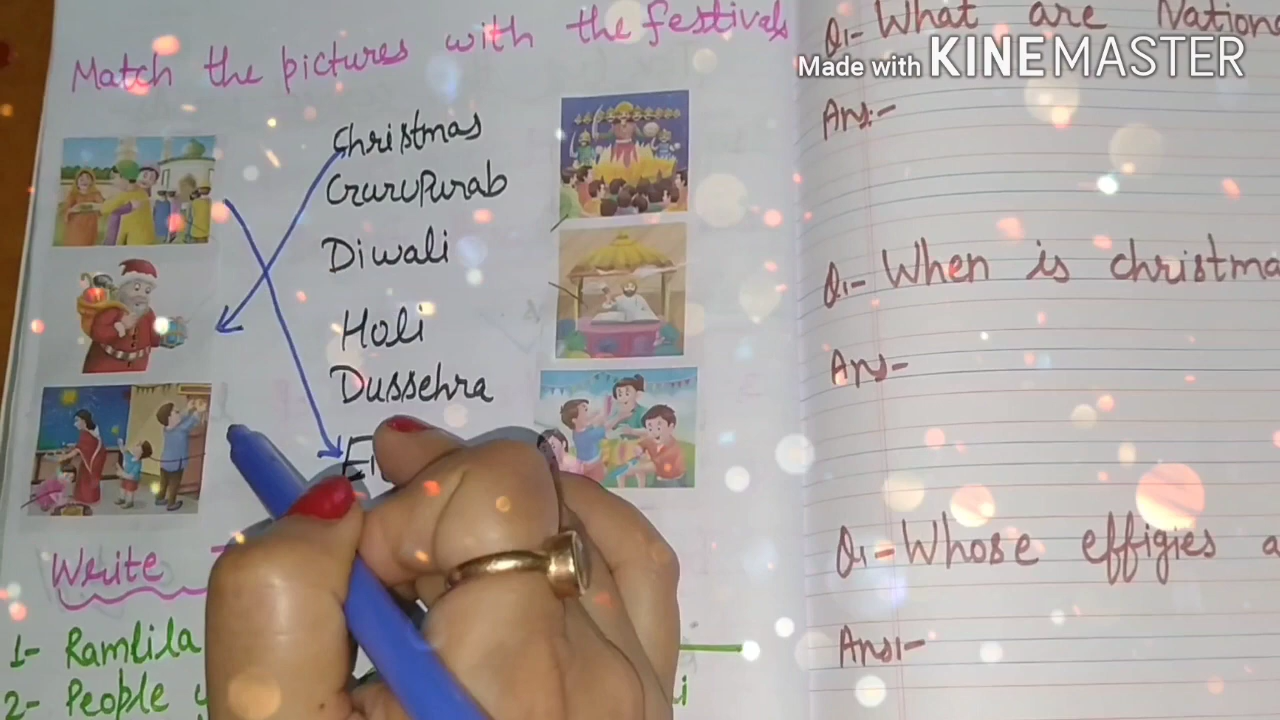 Match the pictures with the festivals
Christmas
GuruPurab
Diwali
Holi
Dussehra
Write
1- Ramlila
2- People
Q1- What are Nationa
Made with KINEMASTER
Ans:-
Q1- When is christma
Ans-
Q1- Whose effigies a
Ans1-